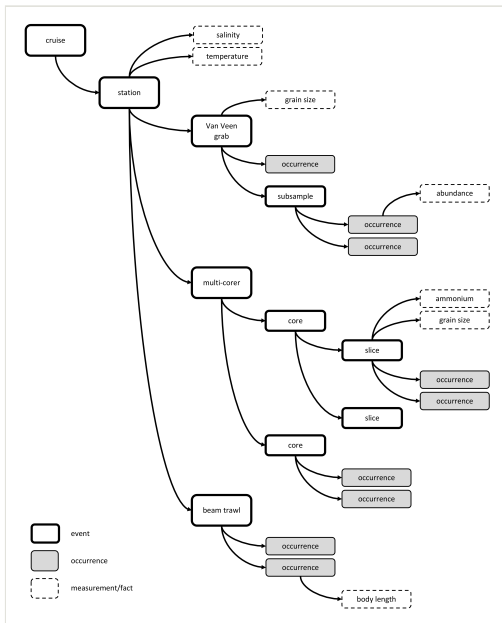 cruise
salinity
temperature
station
grain size
Van Veen
grab
occurrence
subsample
abundance
occurrence
occurrence
multi-corer
ammonium
core
grain size
slice
occurrence
occurrence
slice
core
occurrence
occurrence
beam trawl
event
occurrence
occurrence
occurrence
measurement/fact
body length